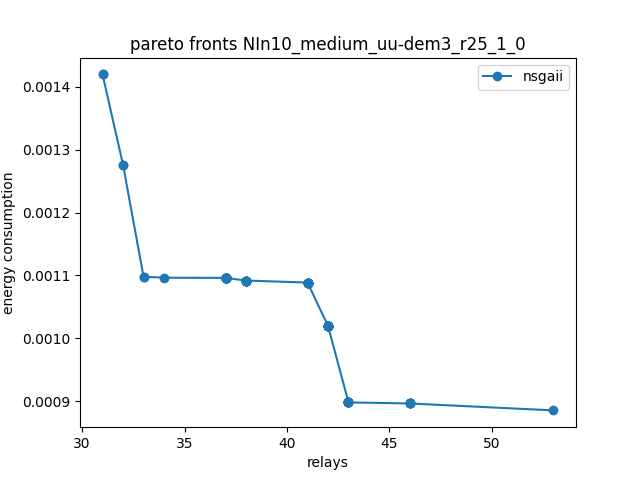 pareto fronts NIn10_medium_uu-dem3_r25_1_0
nsgaii
0.0014
0.0013
0.0012
0.0011
0.0010
0.0009
energy consumption
30
35
40
45
50
relays